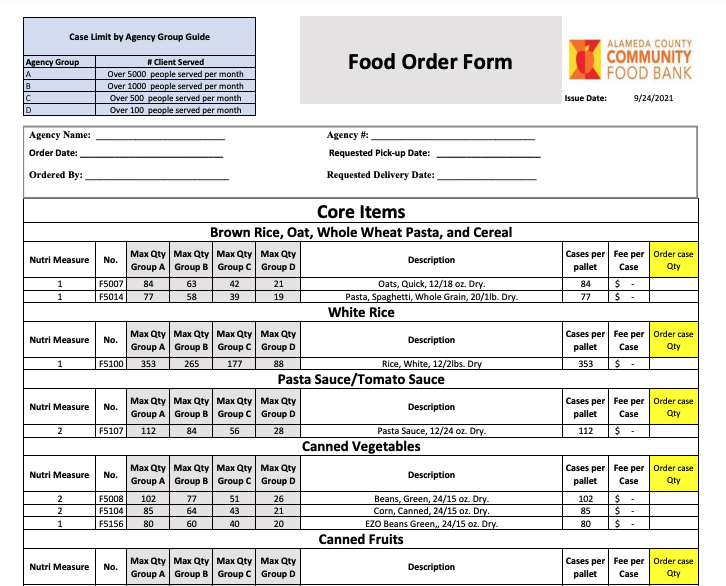 Case Limit by Agency Group Guide
Agency Group # Client Served
A Over 5000 people served per month
B Over 1000 people served per month
C Over 500 people served per month
D Over 100 people served per month
Food Order Form
ALAMEDA COUNTY
COMMUNITY
FOOD BANK
Issue Date: 9/24/2021
Agency Name: Agency #:
Order Date: Requested Pick-up Date:
Ordered By: Requested Delivery Date:
Core Items
Brown Rice, Oat, Whole Wheat Pasta, and Cereal
Nutri Measure No. Max Qty Group A Max Qty Group B Max Qty Group C Max Qty Group D Description Cases per pallet Fee per Case Order case Qty
1 F5007 84 63 42 21 Oats, Quick, 12/18 oz. Dry. 84 $ -
1 F5014 77 58 39 19 Pasta, Spaghetti, Whole Grain, 20/1lb. Dry. 77 $ -
White Rice
Nutri Measure No. Max Qty Group A Max Qty Group B Max Qty Group C Max Qty Group D Description Cases per pallet Fee per Case Order case Qty
1 F5100 353 265 177 88 Rice, White, 12/2lbs. Dry 353 $ -
Pasta Sauce/Tomato Sauce
Nutri Measure No. Max Qty Group A Max Qty Group B Max Qty Group C Max Qty Group D Description Cases per pallet Fee per Case Order case Qty
2 F5107 112 84 56 28 Pasta Sauce, 12/24 oz. Dry. 112 $ -
Canned Vegetables
Nutri Measure No. Max Qty Group A Max Qty Group B Max Qty Group C Max Qty Group D Description Cases per pallet Fee per Case Order case Qty
2 F5008 102 77 51 26 Beans, Green, 24/15 oz. Dry. 102 $ -
2 F5104 85 64 43 21 Corn, Canned, 24/15 oz. Dry. 85 $ -
1 F5156 80 60 40 20 EZO Beans Green,, 24/15 oz. Dry. 80 $ -
Canned Fruits
Nutri Measure No. Max Qty Group A Max Qty Group B Max Qty Group C Max Qty Group D Description Cases per pallet Fee per Case Order case Qty